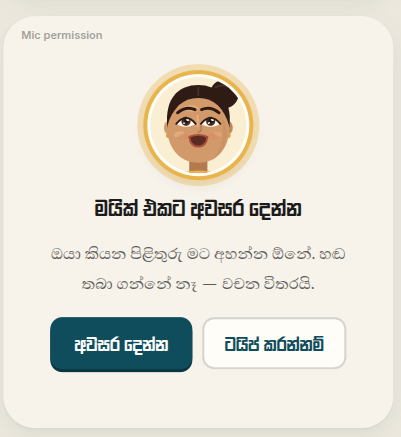 Mic permission
මයික් එකට අවසර දෙන්න
ඔයා කියන පිළිතුරු මට අහන්න ඕනේ. හඬ
තබා ගන්නේ නෑ — වචන විතරයි.
අවසර දෙන්න
ටයිප් කරන්නම්